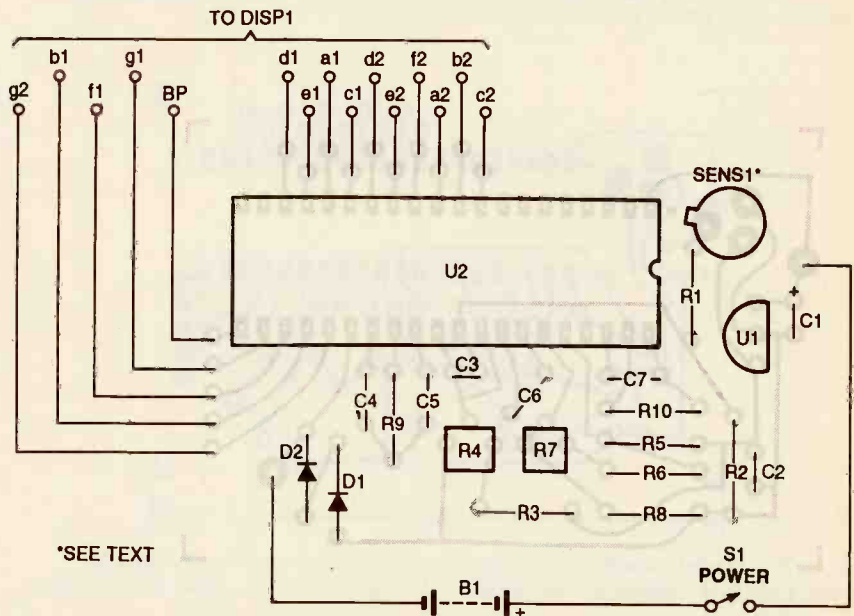 TO DISP1
b1 g1 d1 a1 d2 f2 b2
g2 f1 BP e1 c1 e2 a2 c2
SENS1*
U2
R1
+
C1
U1
C3
C4 R9 C5 C6 C7
R10
D2 R4 R7 R5
D1 R6 R2 C2
R3 R8
*SEE TEXT
S1
POWER
B1
+